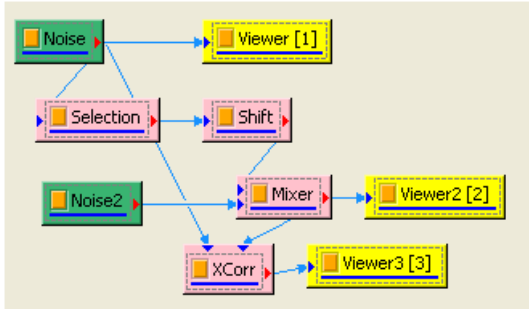 Noise
Viewer [1]
Selection
Shift
Noise2
Mixer
Viewer2 [2]
XCorr
Viewer3 [3]